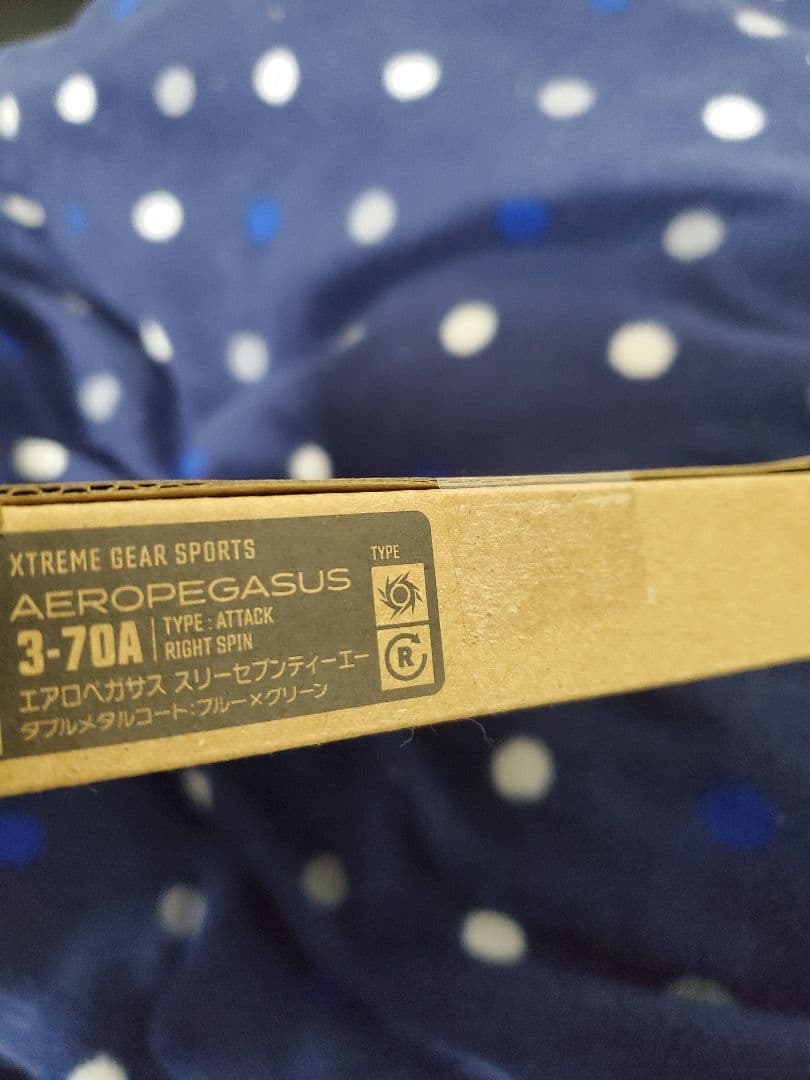 XTREME GEAR SPORTS
AEROPEGASUS
3-70A
TYPE : ATTACK
RIGHT SPIN
エアロペガサス スリーセブンティーエー
ダブルメタルコート:ブルー×グリーン
TYPE
R